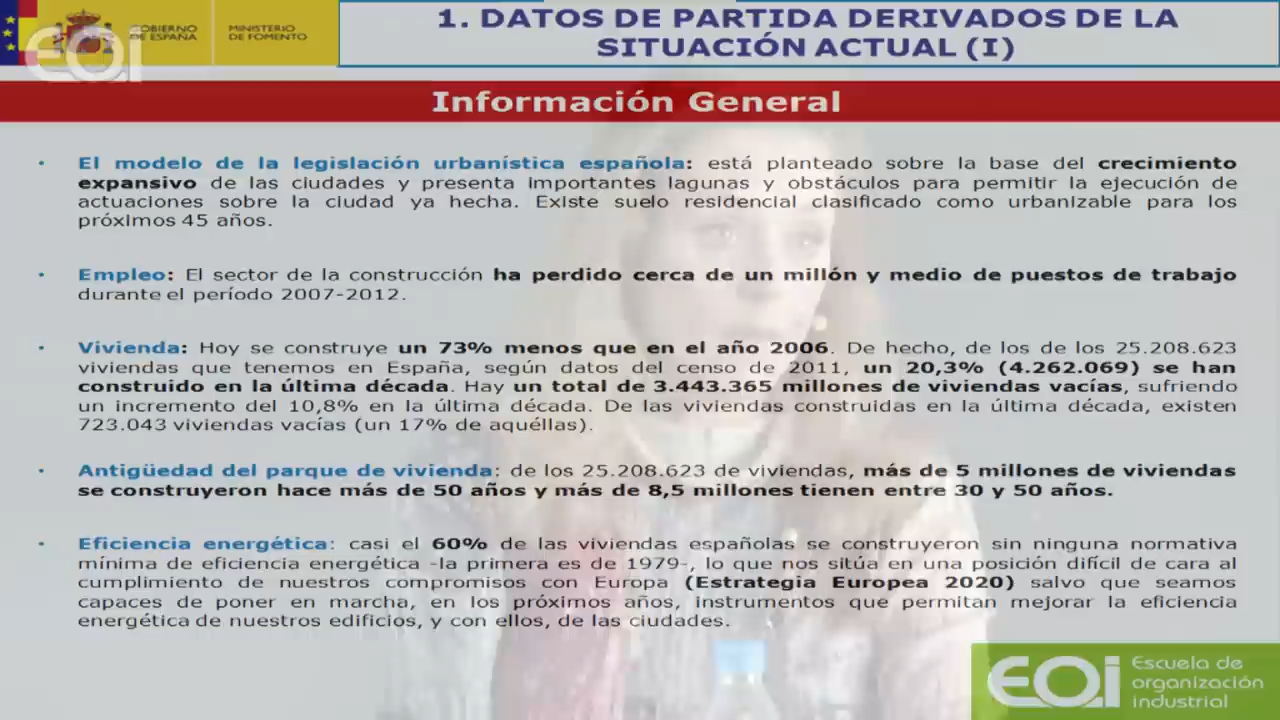 GOBIERNO
DE ESPAÑA
MINISTERIO
DE FOMENTO
eoi
1. DATOS DE PARTIDA DERIVADOS DE LA
SITUACIÓN ACTUAL (I)
Información General
• El modelo de la legislación urbanística española: está planteado sobre la base del crecimiento
expansivo de las ciudades y presenta importantes lagunas y obstáculos para permitir la ejecución de
actuaciones sobre la ciudad ya hecha. Existe suelo residencial clasificado como urbanizable para los
próximos 45 años.
• Empleo: El sector de la construcción ha perdido cerca de un millón y medio de puestos de trabajo
durante el período 2007-2012.
• Vivienda: Hoy se construye un 73% menos que en el año 2006. De hecho, de los de los 25.208.623
viviendas que tenemos en España, según datos del censo de 2011, un 20,3% (4.262.069) se han
construido en la última década. Hay un total de 3.443.365 millones de viviendas vacías, sufriendo
un incremento del 10,8% en la última década. De las viviendas construidas en la última década, existen
723.043 viviendas vacías (un 17% de aquéllas).
• Antigüedad del parque de vivienda: de los 25.208.623 de viviendas, más de 5 millones de viviendas
se construyeron hace más de 50 años y más de 8,5 millones tienen entre 30 y 50 años.
• Eficiencia energética: casi el 60% de las viviendas españolas se construyeron sin ninguna normativa
mínima de eficiencia energética -la primera es de 1979-, lo que nos sitúa en una posición difícil de cara al
cumplimiento de nuestros compromisos con Europa (Estrategia Europea 2020) salvo que seamos
capaces de poner en marcha, en los próximos años, instrumentos que permitan mejorar la eficiencia
energética de nuestros edificios, y con ellos, de las ciudades.
eoi
Escuela de
organización
industrial